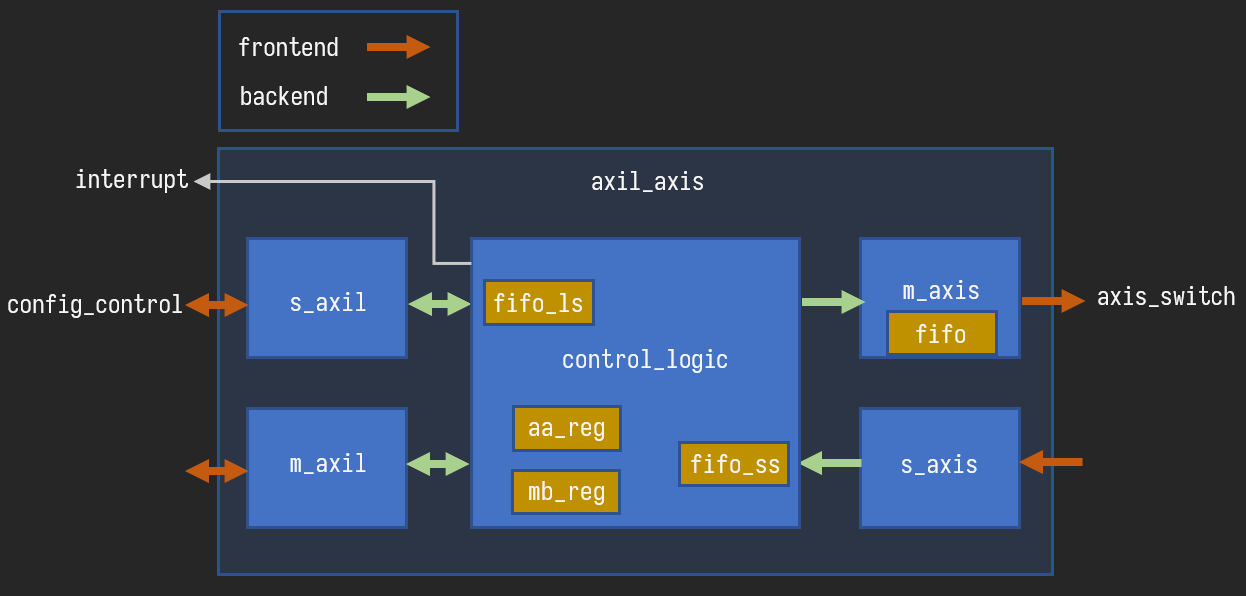 frontend
backend
interrupt
axil_axis
config_control
s_axil
fifo_ls
control_logic
m_axis
fifo
axis_switch
m_axil
aa_reg
mb_reg
fifo_ss
s_axis